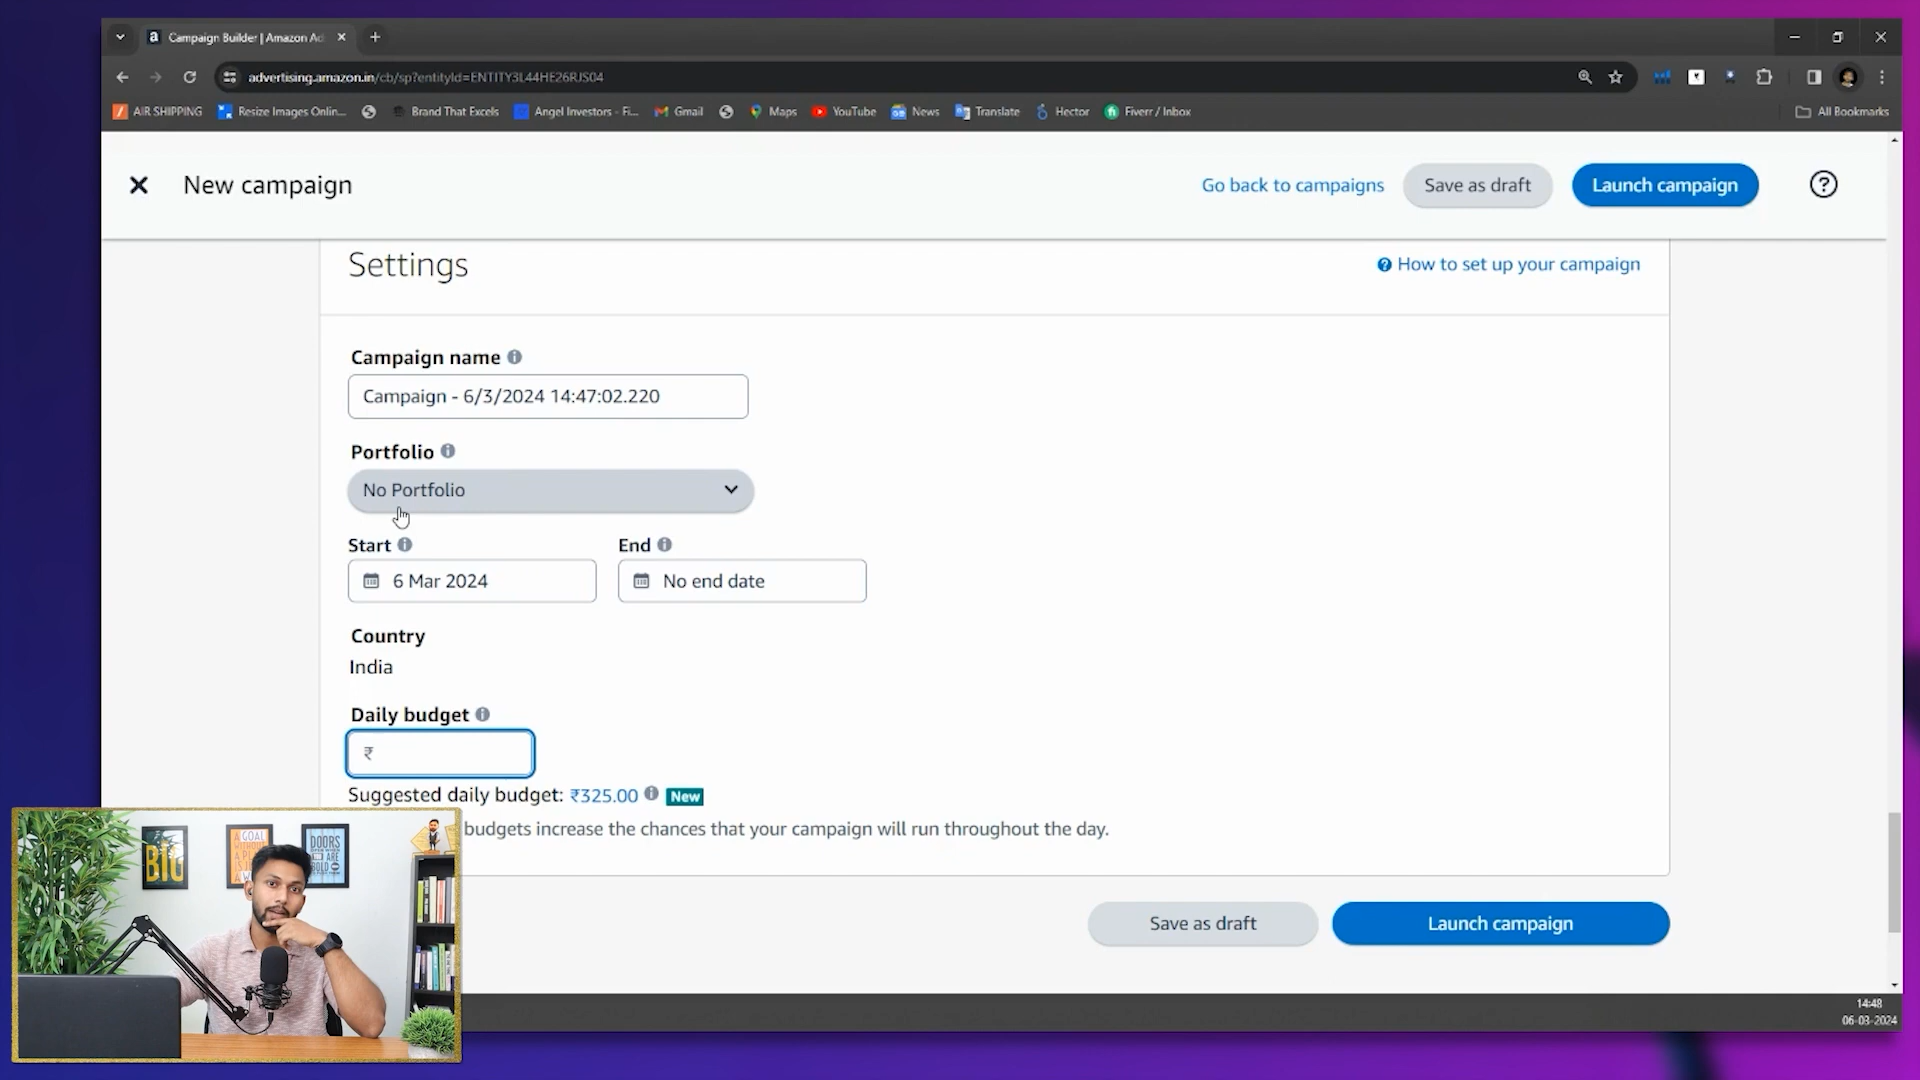 Campaign Builder | Amazon Ad
advertising.amazon.in/cb/sp?entityId=ENTITY3L44HE26RJS04
AIR SHIPPING
Resize Images Onlin...
Brand That Excels
Angel Investors - Fi...
Gmail
Maps
YouTube
News
Translate
Hector
Fiverr / Inbox
All Bookmarks
New campaign
Go back to campaigns
Save as draft
Launch campaign
Settings
How to set up your campaign
Campaign name
Campaign - 6/3/2024 14:47:02.220
Portfolio
No Portfolio
Start
End
6 Mar 2024
No end date
Country
India
Daily budget
₹
Suggested daily budget: ₹325.00 New
budgets increase the chances that your campaign will run throughout the day.
Save as draft
Launch campaign
BIG
A GOAL
DOORS
14:48
06-03-2024